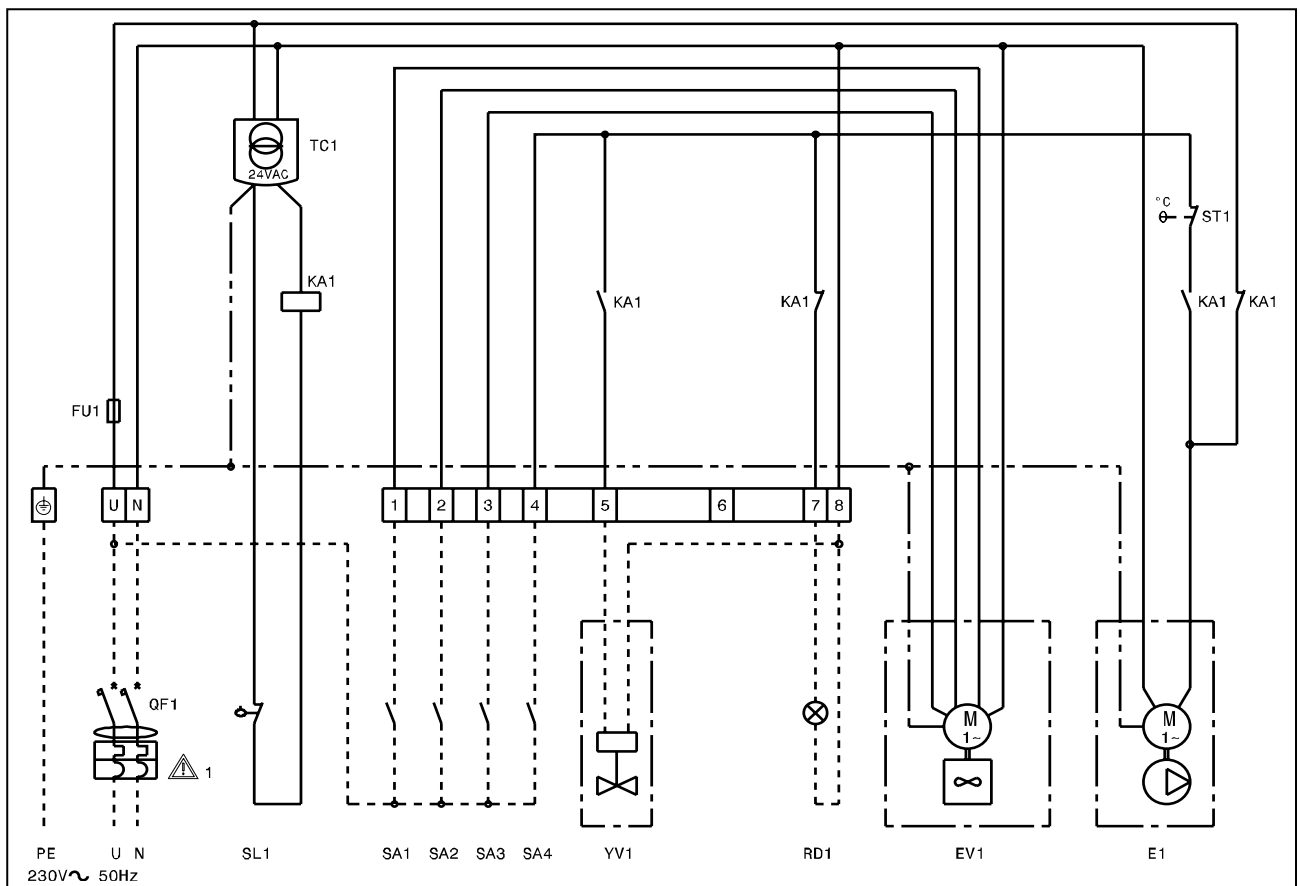 TC1
24VAC
°C
ST1
KA1
KA1
KA1
KA1
KA1
FU1
U N
1 2 3 4 5 6 7 8
QF1
1
M
1~
M
1~
PE U N SL1 SA1 SA2 SA3 SA4 YV1 RD1 EV1 E1
230V~ 50Hz